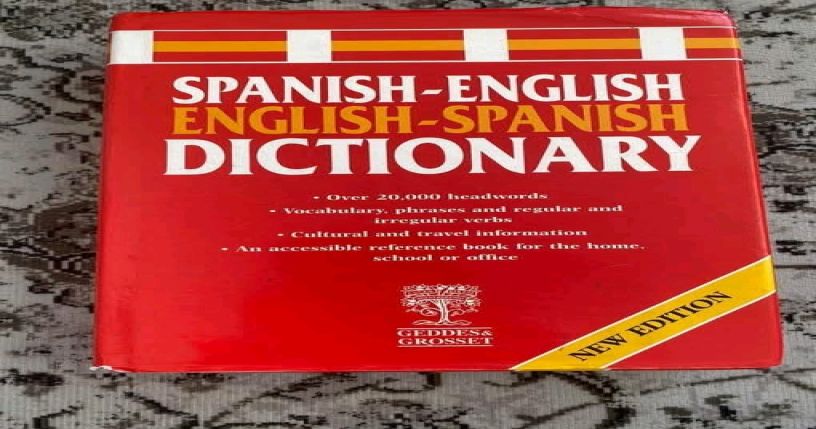 SPANISH-ENGLISH
ENGLISH-SPANISH
DICTIONARY
• Over 20,000 headwords
• Vocabulary, phrases and regular and
irregular verbs
• Cultural and travel information
• An accessible reference book for the home,
school or office
GEDDES&
GROSSET
NEW EDITION